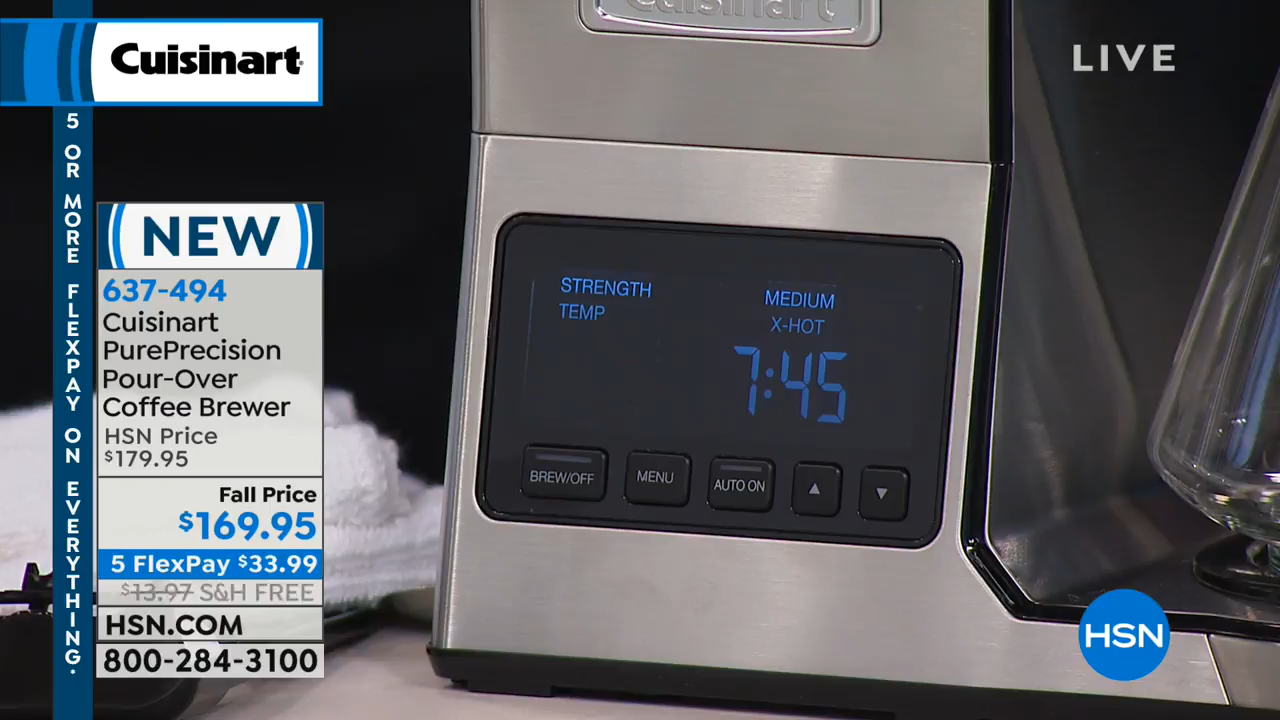 Cuisinart
Cuisinart
LIVE
5 OR MORE FLEXPAY ON EVERYTHING.
NEW
637-494
Cuisinart
PurePrecision
Pour-Over
Coffee Brewer
HSN Price
$179.95
Fall Price
$169.95
5 FlexPay $33.99
$13.97 S&H FREE
HSN.COM
800-284-3100
STRENGTH
MEDIUM
TEMP
X-HOT
7:45
BREW/OFF
MENU
AUTO ON
HSN